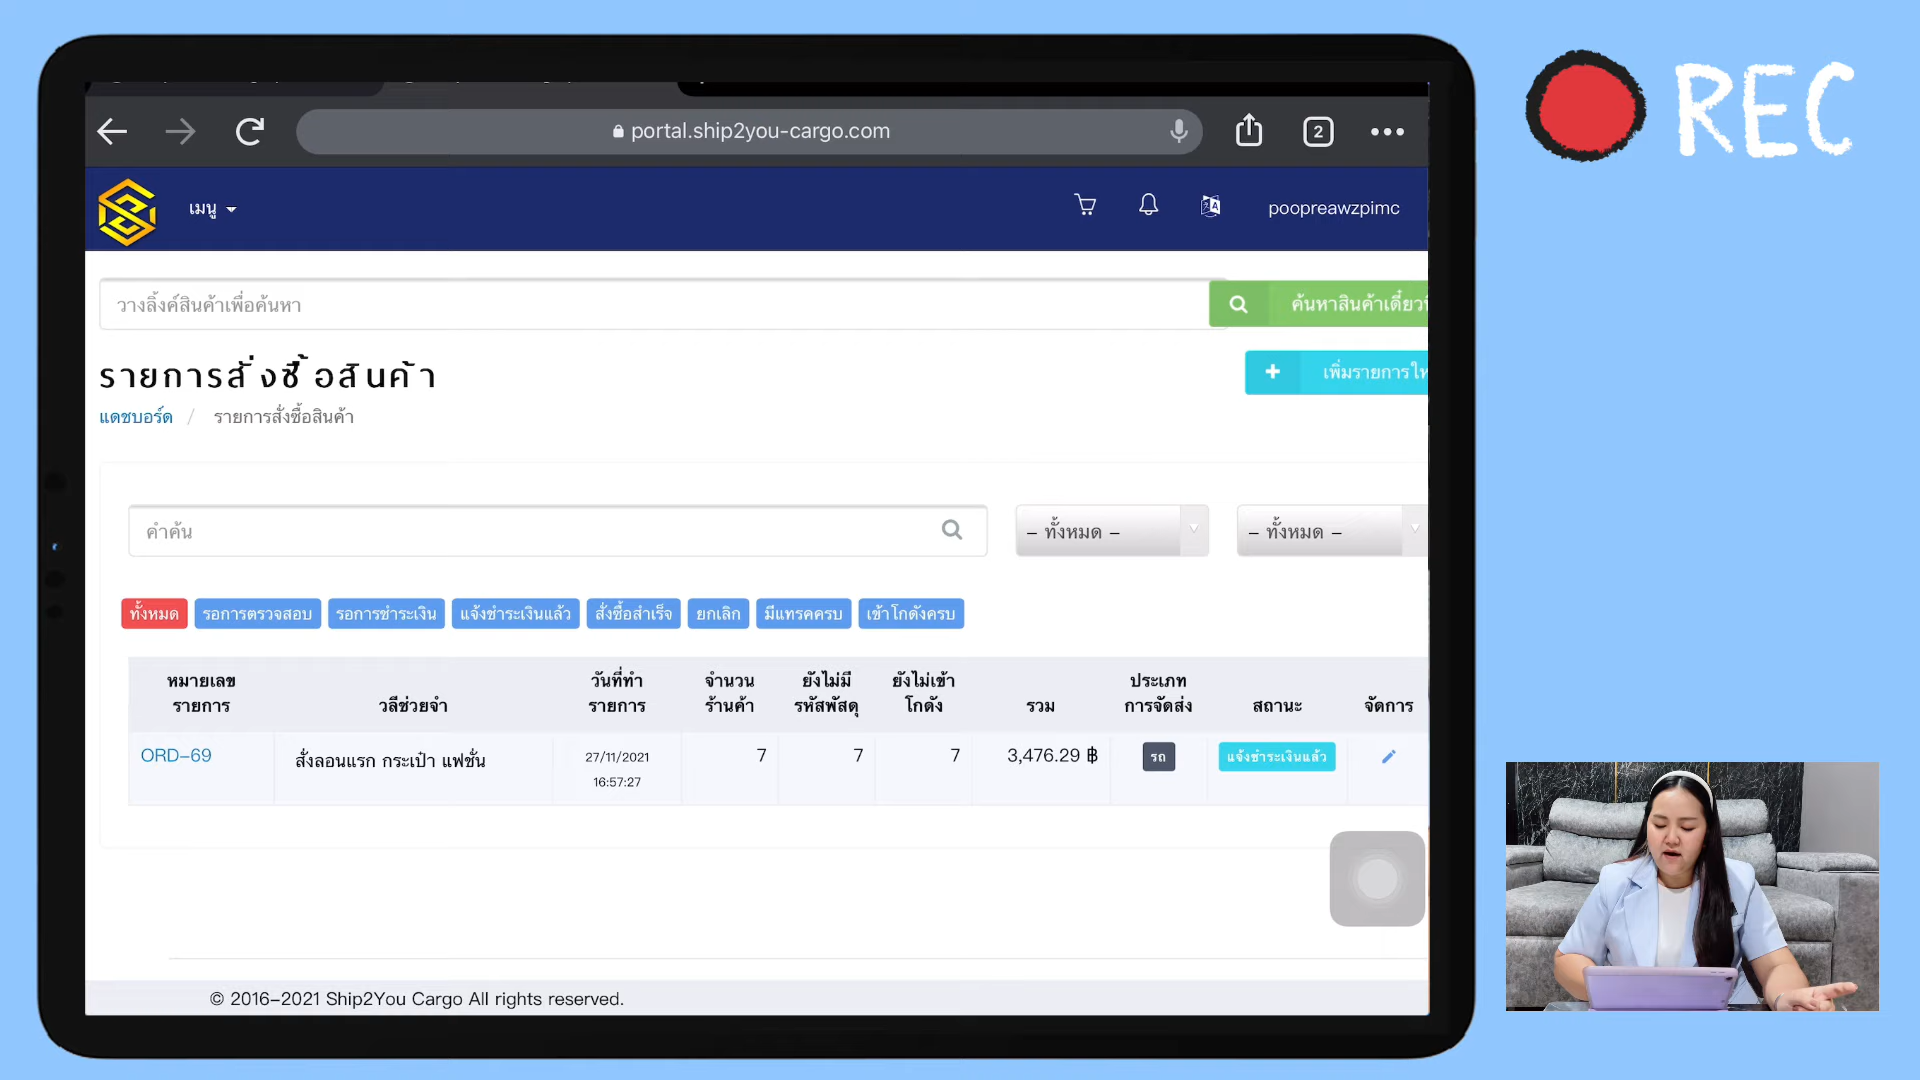 REC
portal.ship2you-cargo.com
2
เมนู
poopreawzpimc
วางลิ้งค์สินค้าเพื่อค้นหา
ค้นหาสินค้าเดี๋ยว
รายการสั่งซื้อสินค้า
เพิ่มรายการให
แดชบอร์ด / รายการสั่งซื้อสินค้า
คำค้น
– ทั้งหมด –
– ทั้งหมด –
ทั้งหมด รอการตรวจสอบ รอการชำระเงิน แจ้งชำระเงินแล้ว สั่งซื้อสำเร็จ ยกเลิก มีแทรคครบ เข้าโกดังครบ
หมายเลข วันที่ทำ จำนวน ยังไม่มี ยังไม่เข้า ประเภท
รายการ วลีช่วยจำ รายการ ร้านค้า รหัสพัสดุ โกดัง รวม การจัดส่ง สถานะ จัดการ
ORD–69 สั่งลอนแรก กระเป๋า แฟชั่น 27/11/2021 7 7 7 3,476.29 ฿ รถ แจ้งชำระเงินแล้ว
16:57:27
© 2016–2021 Ship2You Cargo All rights reserved.